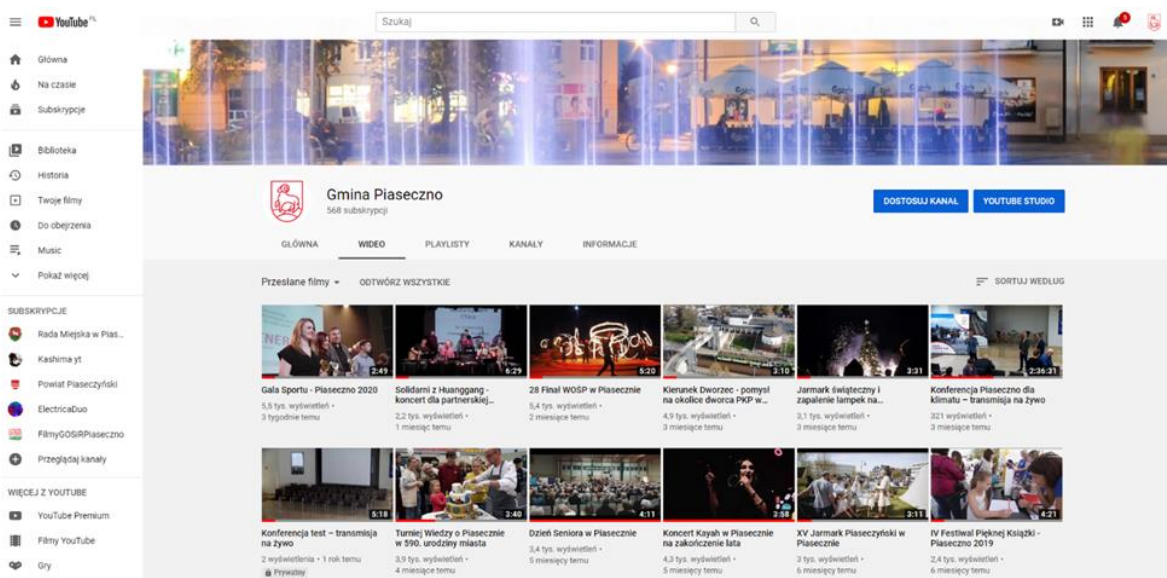 YouTube PL
Szukaj
5
Główna
Na czasie
Subskrypcje
Biblioteka
Historia
Twoje filmy
Do obejrzenia
Music
Pokaż więcej
SUBSKRYPCJE
Rada Miejska w Pias...
Kashima yt
Powiat Piaseczyński
ElectricaDuo
FilmyGOSiRPiaseczno
Przeglądaj kanały
WIĘCEJ Z YOUTUBE
YouTube Premium
Filmy YouTube
Gry
Gmina Piaseczno
568 subskrypcji
DOSTOSUJ KANAŁ YOUTUBE STUDIO
GŁÓWNA WIDEO PLAYLISTY KANAŁY INFORMACJE
Przesłane filmy ODTWÓRZ WSZYSTKIE SORTUJ WEDŁUG
2:49
Gala Sportu - Piaseczno 2020
5,5 tys. wyświetleń •
3 tygodnie temu
6:29
Solidarni z Huanggang -
koncert dla partnerskiej...
2,2 tys. wyświetleń •
1 miesiąc temu
5:20
28 Finał WOŚP w Piasecznie
5,4 tys. wyświetleń •
2 miesiące temu
3:10
Kierunek Dworzec - pomysł
na okolice dworca PKP w...
4,9 tys. wyświetleń •
3 miesiące temu
3:31
Jarmark świąteczny i
zapalenie lampek na...
3,1 tys. wyświetleń •
3 miesiące temu
2:36:31
Konferencja Piaseczno dla
klimatu – transmisja na żywo
321 wyświetleń •
3 miesiące temu
5:18
Konferencja test – transmisja
na żywo
2 wyświetlenia • 1 rok temu
Prywatny
3:40
Turniej Wiedzy o Piasecznie
w 590. urodziny miasta
3,9 tys. wyświetleń •
4 miesiące temu
4:11
Dzień Seniora w Piasecznie
3,4 tys. wyświetleń •
5 miesięcy temu
3:58
Koncert Kayah w Piasecznie
na zakończenie lata
4,3 tys. wyświetleń •
5 miesięcy temu
3:11
XV Jarmark Piaseczyński w
Piasecznie
3 tys. wyświetleń •
6 miesięcy temu
4:21
IV Festiwal Pięknej Książki -
Piaseczno 2019
2,4 tys. wyświetleń •
6 miesięcy temu